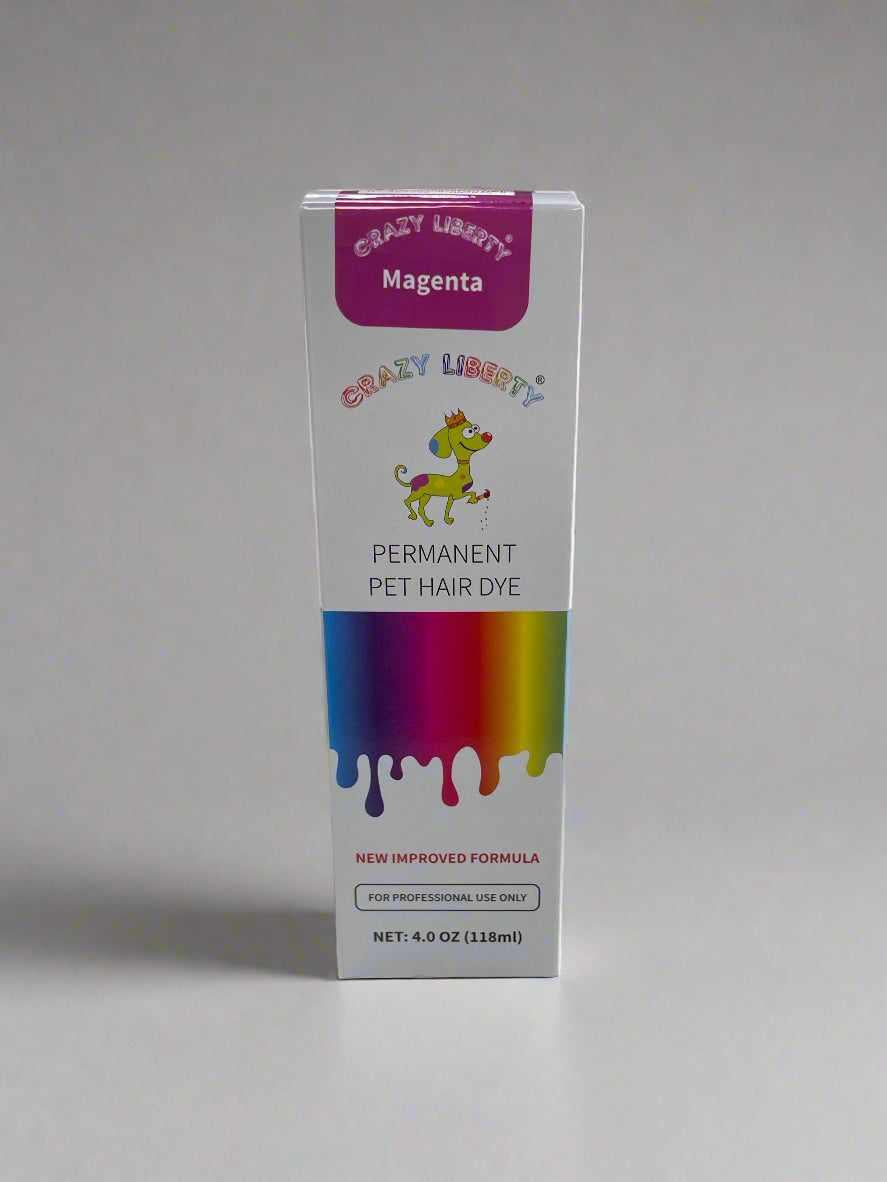 CRAZY LIBERTY®
Magenta
CRAZY LIBERTY®
PERMANENT
PET HAIR DYE
NEW IMPROVED FORMULA
FOR PROFESSIONAL USE ONLY
NET: 4.0 OZ (118ml)